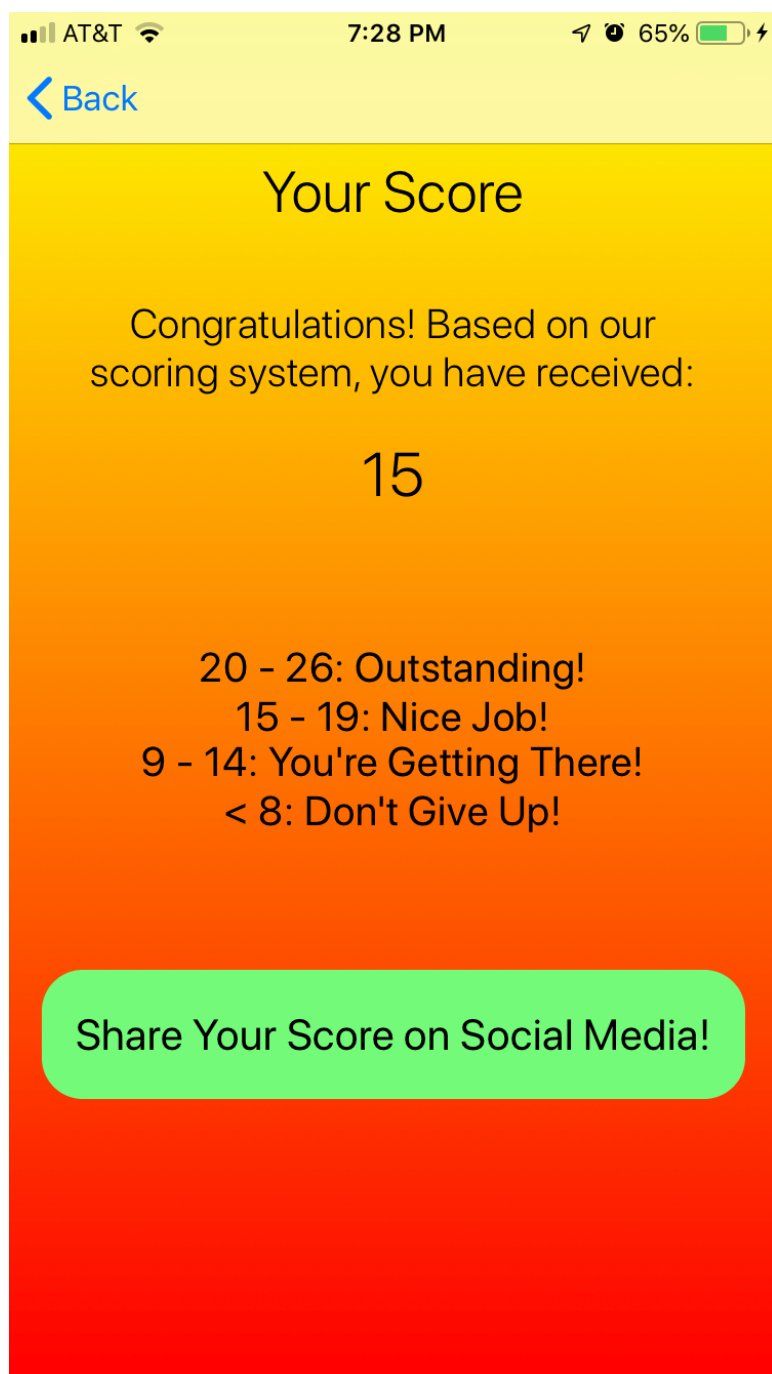 AT&T 7:28 PM 65%
Back
Your Score
Congratulations! Based on our
scoring system, you have received:
15
20 - 26: Outstanding!
15 - 19: Nice Job!
9 - 14: You're Getting There!
< 8: Don't Give Up!
Share Your Score on Social Media!